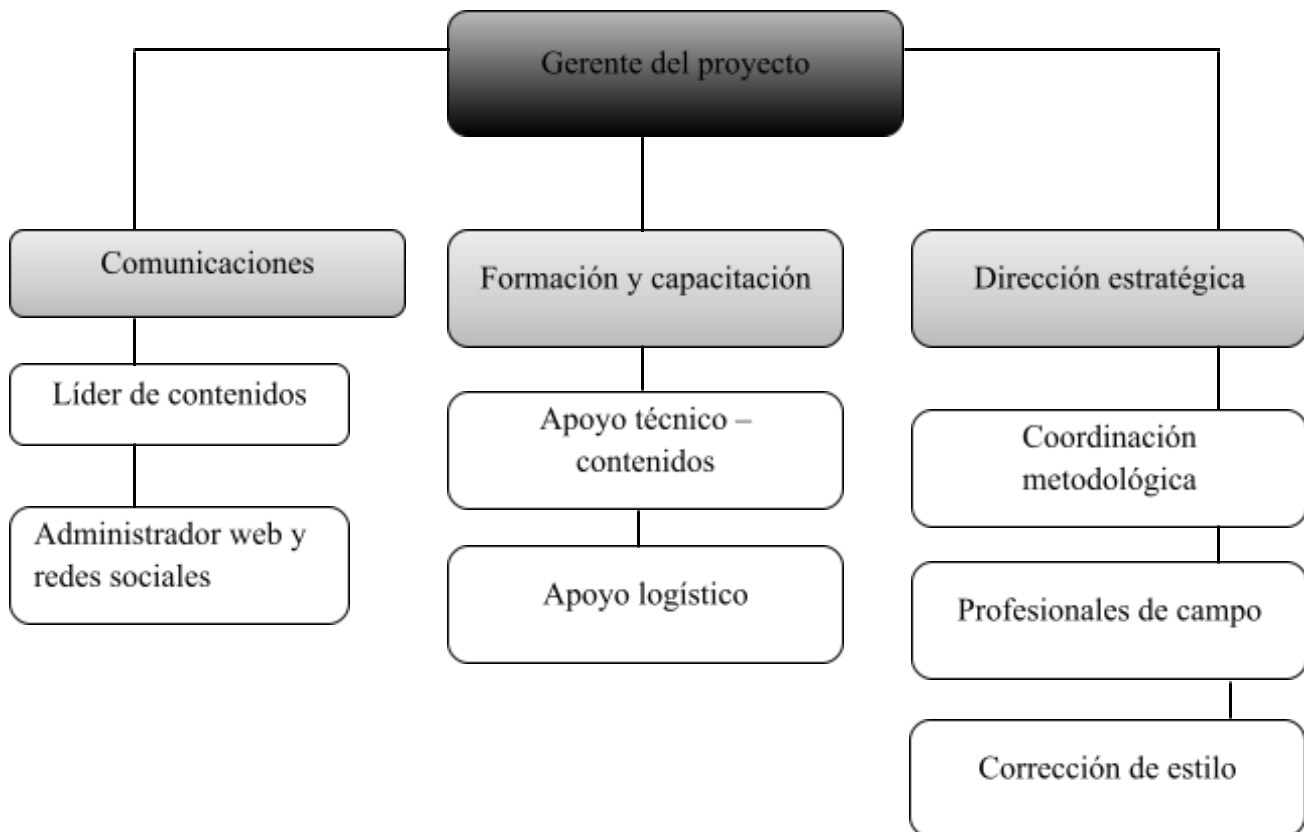 Gerente del proyecto
Comunicaciones
Formación y capacitación
Dirección estratégica
Líder de contenidos
Apoyo técnico –
contenidos
Coordinación
metodológica
Administrador web y
redes sociales
Apoyo logístico
Profesionales de campo
Corrección de estilo